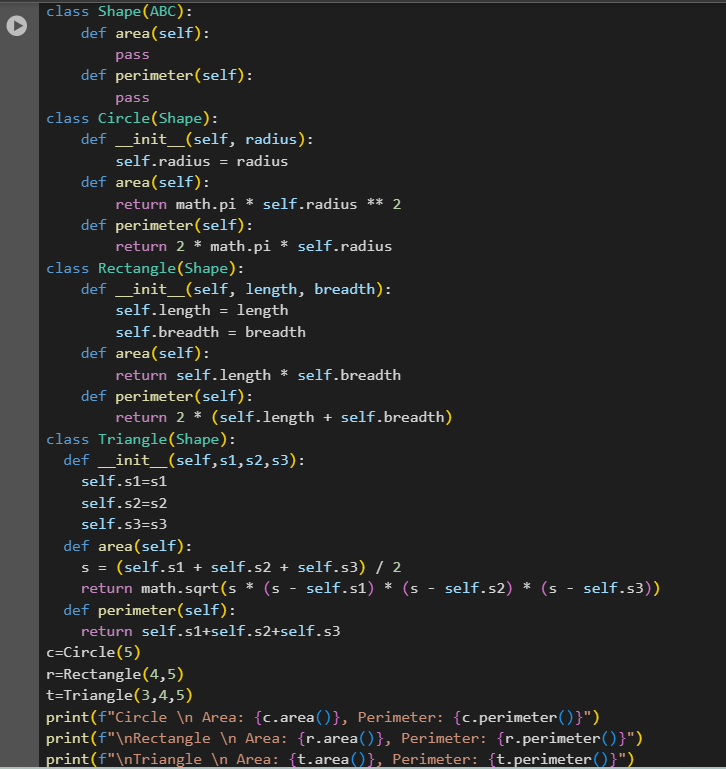 class Shape(ABC):
    def area(self):
        pass
    def perimeter(self):
        pass
class Circle(Shape):
    def __init__(self, radius):
        self.radius = radius
    def area(self):
        return math.pi * self.radius ** 2
    def perimeter(self):
        return 2 * math.pi * self.radius
class Rectangle(Shape):
    def __init__(self, length, breadth):
        self.length = length
        self.breadth = breadth
    def area(self):
        return self.length * self.breadth
    def perimeter(self):
        return 2 * (self.length + self.breadth)
class Triangle(Shape):
  def __init__(self,s1,s2,s3):
    self.s1=s1
    self.s2=s2
    self.s3=s3
  def area(self):
    s = (self.s1 + self.s2 + self.s3) / 2
    return math.sqrt(s * (s - self.s1) * (s - self.s2) * (s - self.s3))
  def perimeter(self):
    return self.s1+self.s2+self.s3
c=Circle(5)
r=Rectangle(4,5)
t=Triangle(3,4,5)
print(f"Circle \n Area: {c.area()}, Perimeter: {c.perimeter()}")
print(f"\nRectangle \n Area: {r.area()}, Perimeter: {r.perimeter()}")
print(f"\nTriangle \n Area: {t.area()}, Perimeter: {t.perimeter()}")